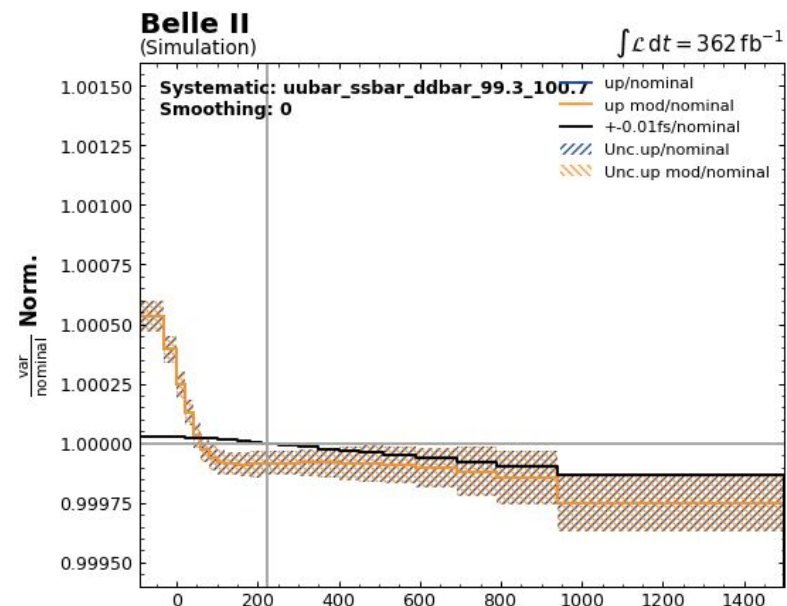 Belle II
(Simulation)
∫ℒ dt = 362 fb⁻¹
Systematic: uubar_ssbar_ddbar_99.3_100.7
Smoothing: 0
up/nominal
up mod/nominal
+-0.01fs/nominal
Unc.up/nominal
Unc.up mod/nominal
var/nominal Norm.
1.00150
1.00125
1.00100
1.00075
1.00050
1.00025
1.00000
0.99975
0.99950
0 200 400 600 800 1000 1200 1400